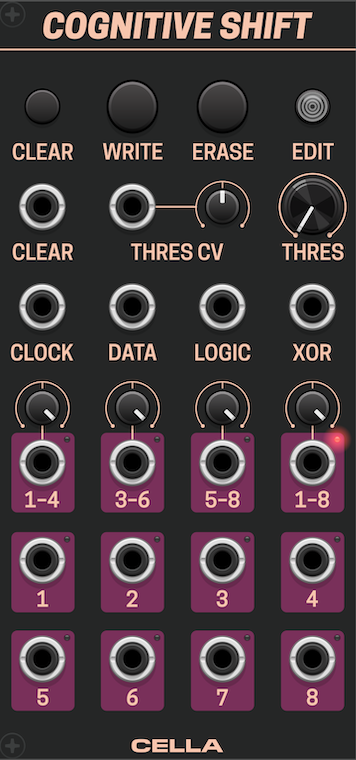 COGNITIVE SHIFT
CLEAR WRITE ERASE EDIT
CLEAR THRES CV THRES
CLOCK DATA LOGIC XOR
1–4 3–6 5–8 1–8
1 2 3 4
5 6 7 8
CELLA